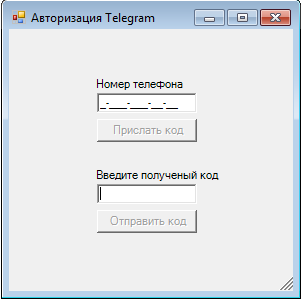 Авторизация Telegram
Номер телефона
_-___-___-__-__
Прислать код
Введите полученый код
Отправить код